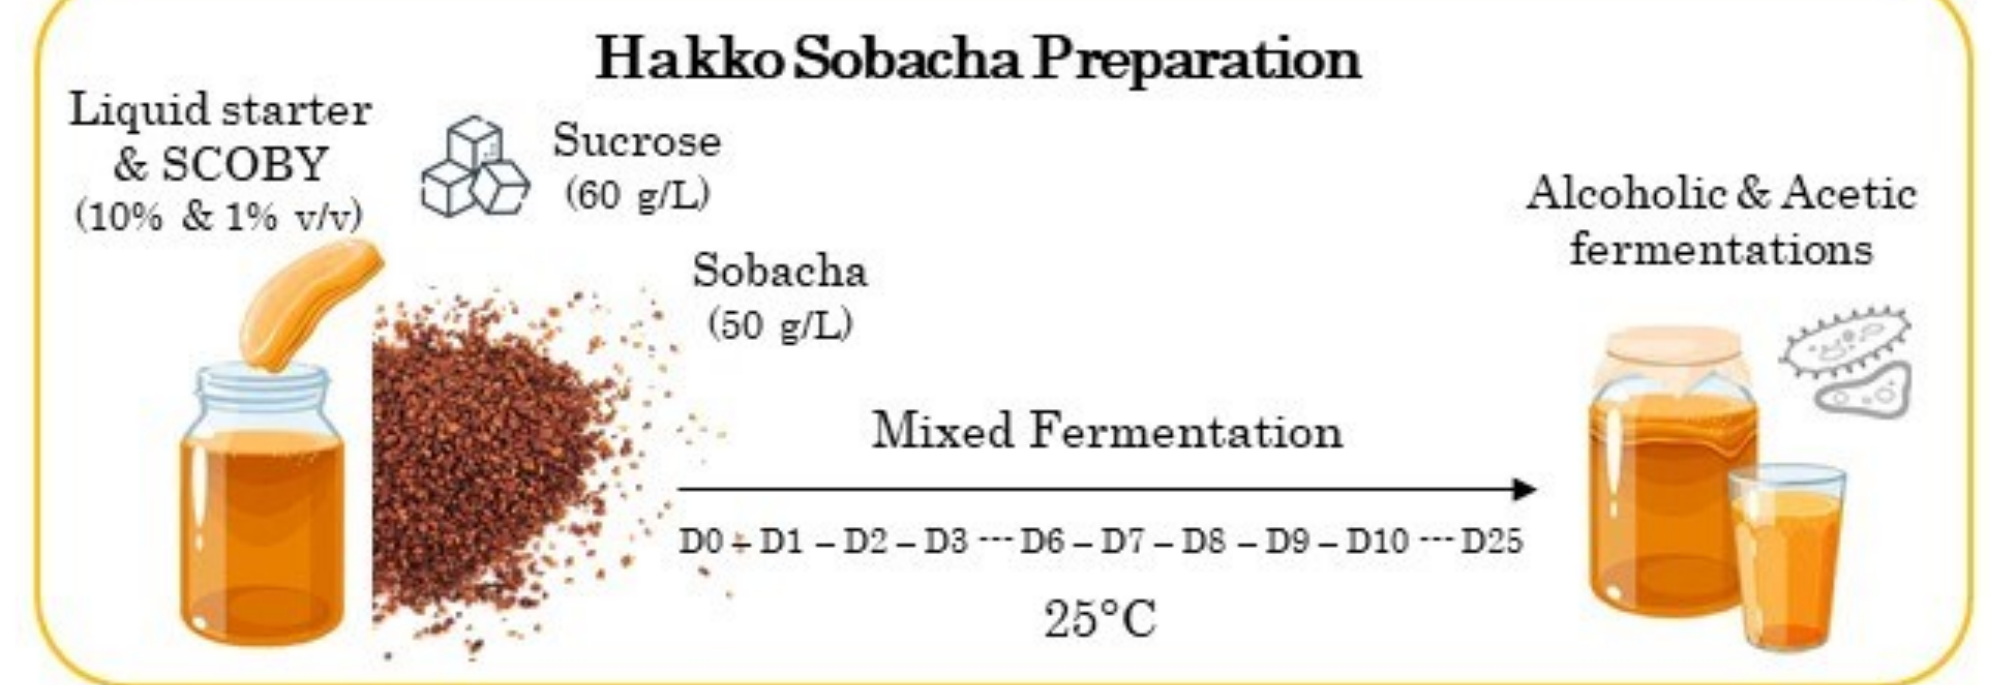 Hakko Sobacha Preparation
Liquid starter
& SCOBY
(10% & 1% v/v)
Sucrose
(60 g/L)
Sobacha
(50 g/L)
Mixed Fermentation
D0 – D1 – D2 – D3 --- D6 – D7 – D8 – D9 – D10 --- D25
25°C
Alcoholic & Acetic
fermentations